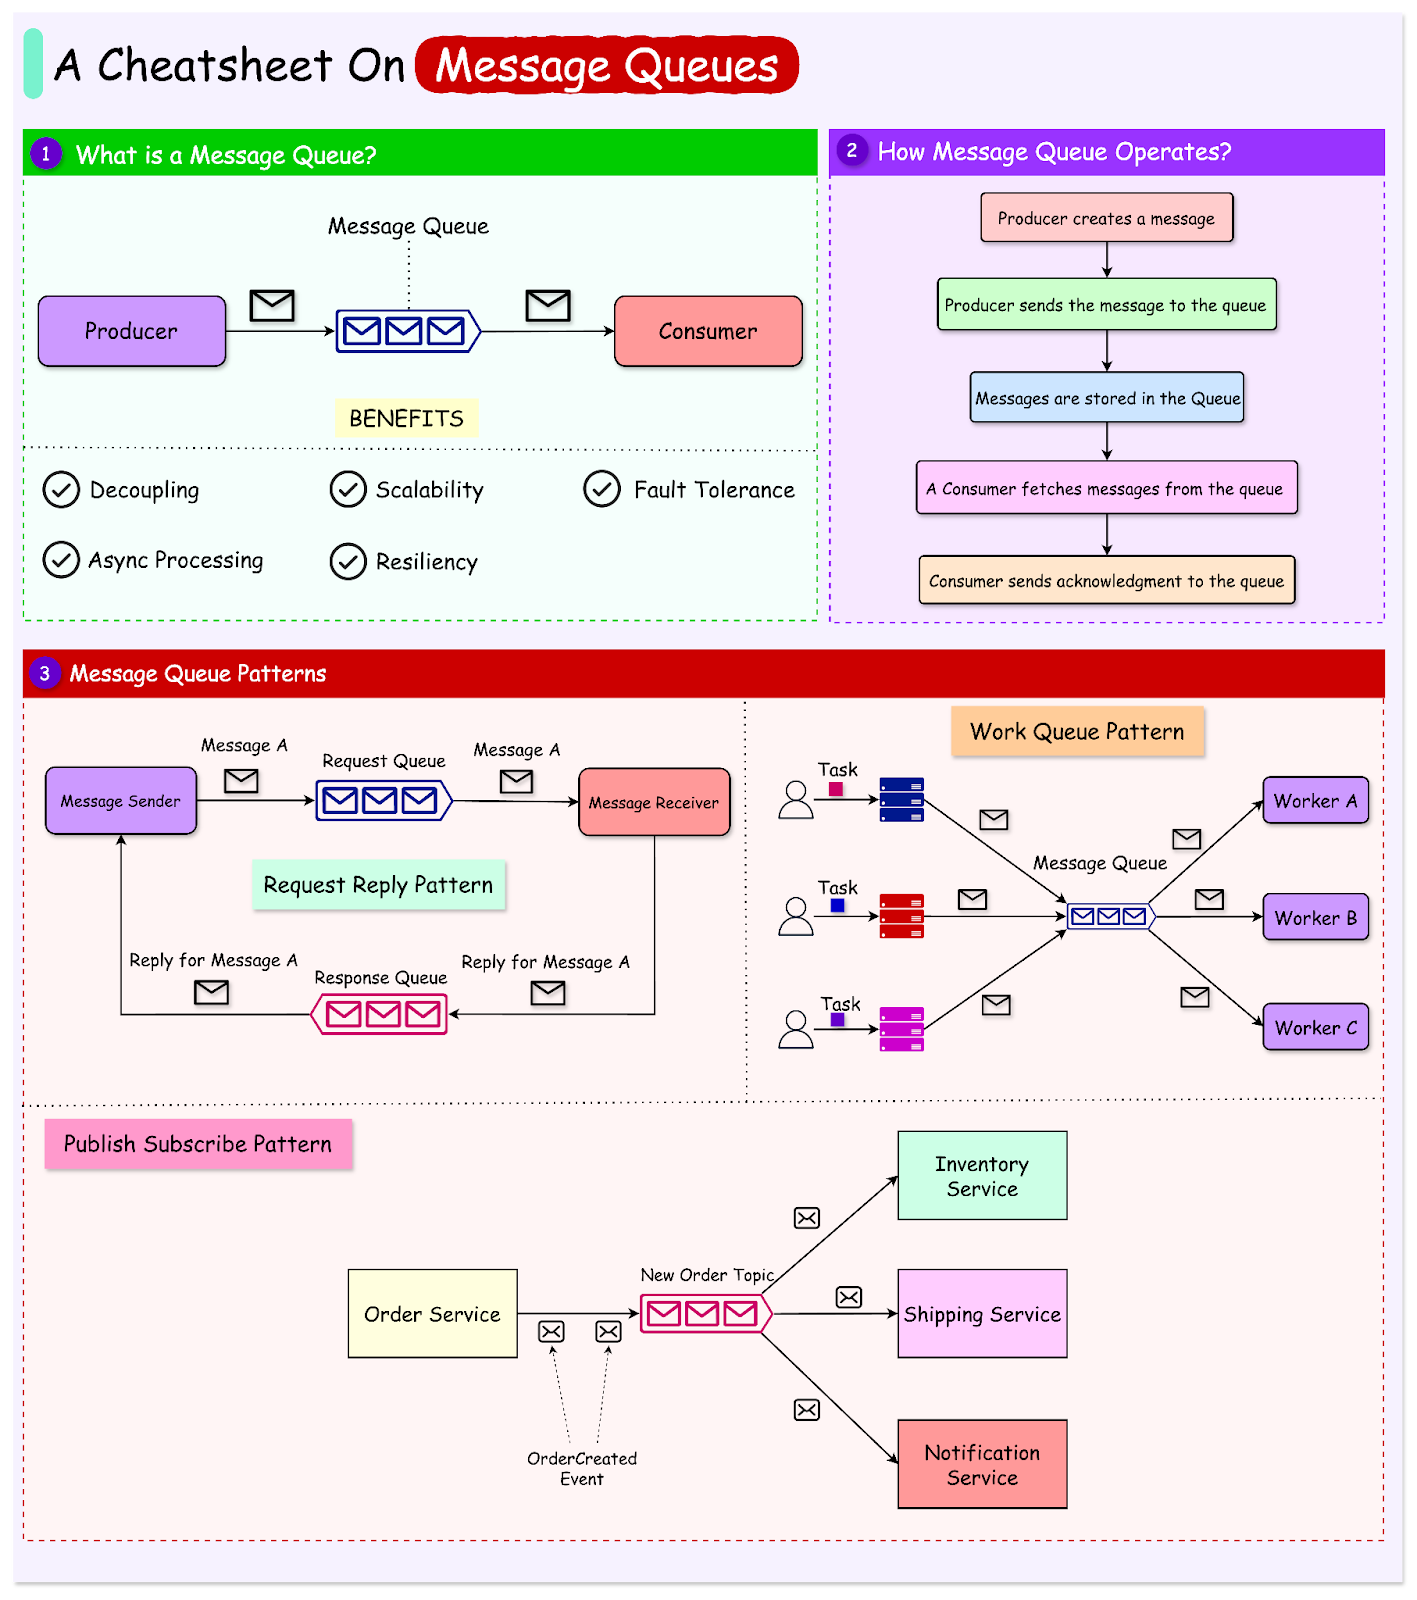 A Cheatsheet On Message Queues
1 What is a Message Queue?
Message Queue
Producer
Consumer
BENEFITS
Decoupling
Scalability
Fault Tolerance
Async Processing
Resiliency
2 How Message Queue Operates?
Producer creates a message
Producer sends the message to the queue
Messages are stored in the Queue
A Consumer fetches messages from the queue
Consumer sends acknowledgment to the queue
3 Message Queue Patterns
Message A
Request Queue
Message A
Message Sender
Message Receiver
Request Reply Pattern
Reply for Message A
Response Queue
Reply for Message A
Work Queue Pattern
Task
Worker A
Message Queue
Task
Worker B
Task
Worker C
Publish Subscribe Pattern
Inventory
Service
New Order Topic
Order Service
Shipping Service
OrderCreated
Event
Notification
Service